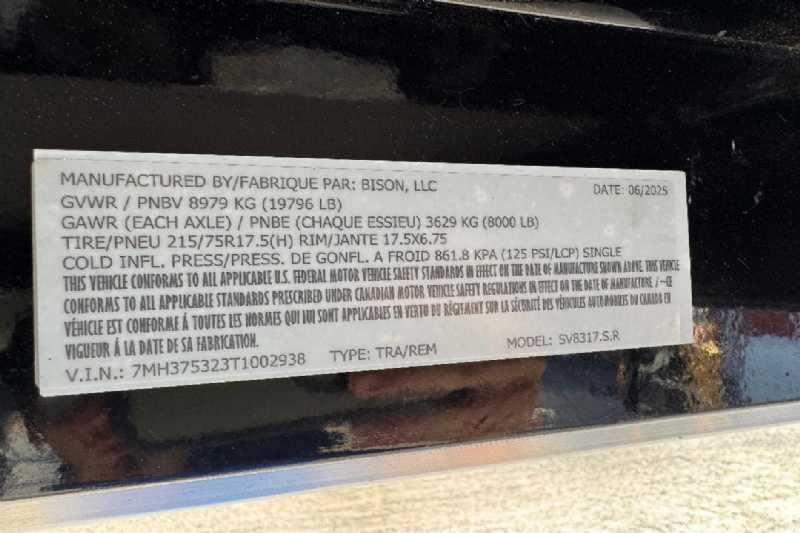 MANUFACTURED BY/FABRIQUE PAR: BISON, LLC DATE: 06/2025
GVWR / PNBV 8979 KG (19796 LB)
GAWR (EACH AXLE) / PNBE (CHAQUE ESSIEU) 3629 KG (8000 LB)
TIRE/PNEU 215/75R17.5(H) RIM/JANTE 17.5X6.75
COLD INFL. PRESS/PRESS. DE GONFL. A FROID 861.8 KPA (125 PSI/LCP) SINGLE
THIS VEHICLE CONFORMS TO ALL APPLICABLE U.S. FEDERAL MOTOR VEHICLE SAFETY STANDARDS IN EFFECT ON THE DATE OF MANUFACTURE SHOWN ABOVE. THIS VEHICLE
CONFORMS TO ALL APPLICABLE STANDARDS PRESCRIBED UNDER CANADIAN MOTOR VEHICLE SAFETY REGULATIONS IN EFFECT ON THE DATE OF MANUFACTURE / —CE
VÉHICLE EST CONFORME À TOUTES LES NORMES QUI LUI SONT APPLICABLES EN VERTU DU RÉGIMENT SUR LA SÉCURITÉ DES VÉHICULES AUTOMOBILES DU CANADA EN
VIGUEUR À LA DATE DE SA FABRICATION.
V.I.N.: 7MH375323T1002938 TYPE: TRA/REM MODEL: SV8317.S.R